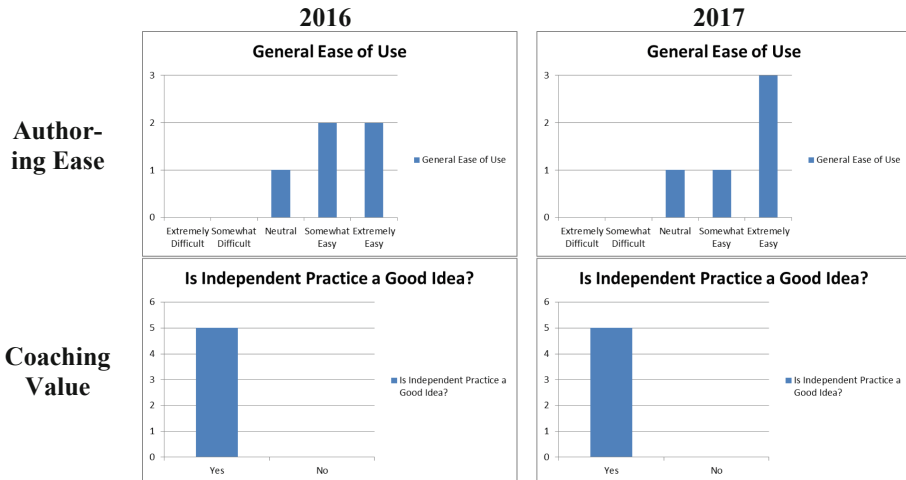 2016
2017
Author-
ing Ease
General Ease of Use
3
2
1
0
Extremely Somewhat Neutral Somewhat Extremely
Difficult Difficult Easy Easy
General Ease of Use
General Ease of Use
3
2
1
0
Extremely Somewhat Neutral Somewhat Extremely
Difficult Difficult Easy Easy
General Ease of Use
Coaching
Value
Is Independent Practice a Good Idea?
6
5
4
3
2
1
0
Yes No
Is Independent Practice a
Good Idea?
Is Independent Practice a Good Idea?
6
5
4
3
2
1
0
Yes No
Is Independent Practice a
Good Idea?